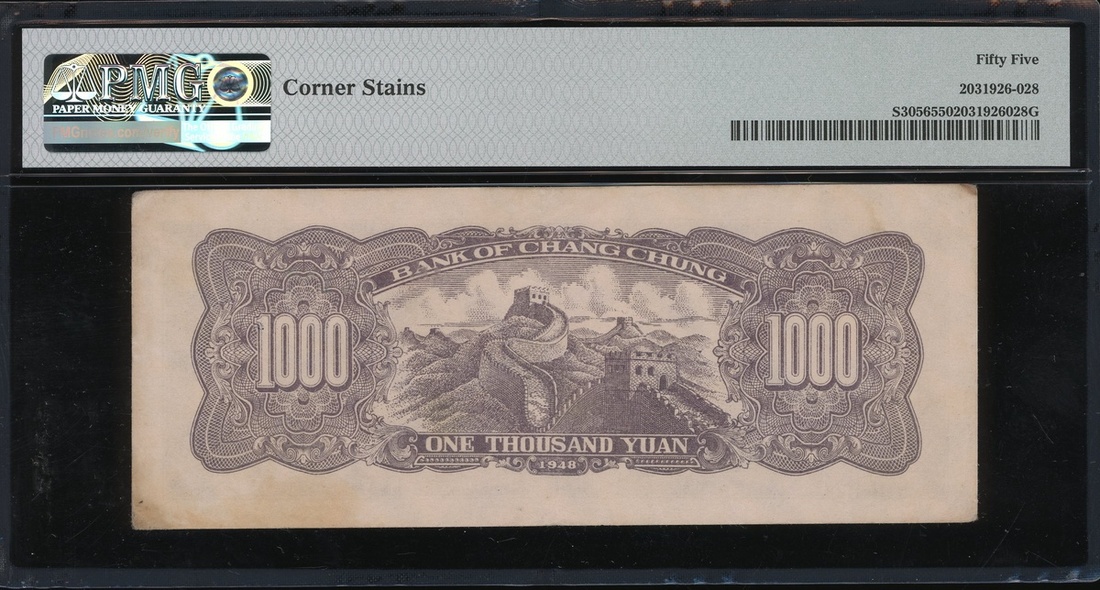 PMG
PAPER MONEY GUARANTY
Corner Stains
Fifty Five
2031926-028
S30565502031926028G
BANK OF CHANG CHUNG
1000
1000
ONE THOUSAND YUAN
1948